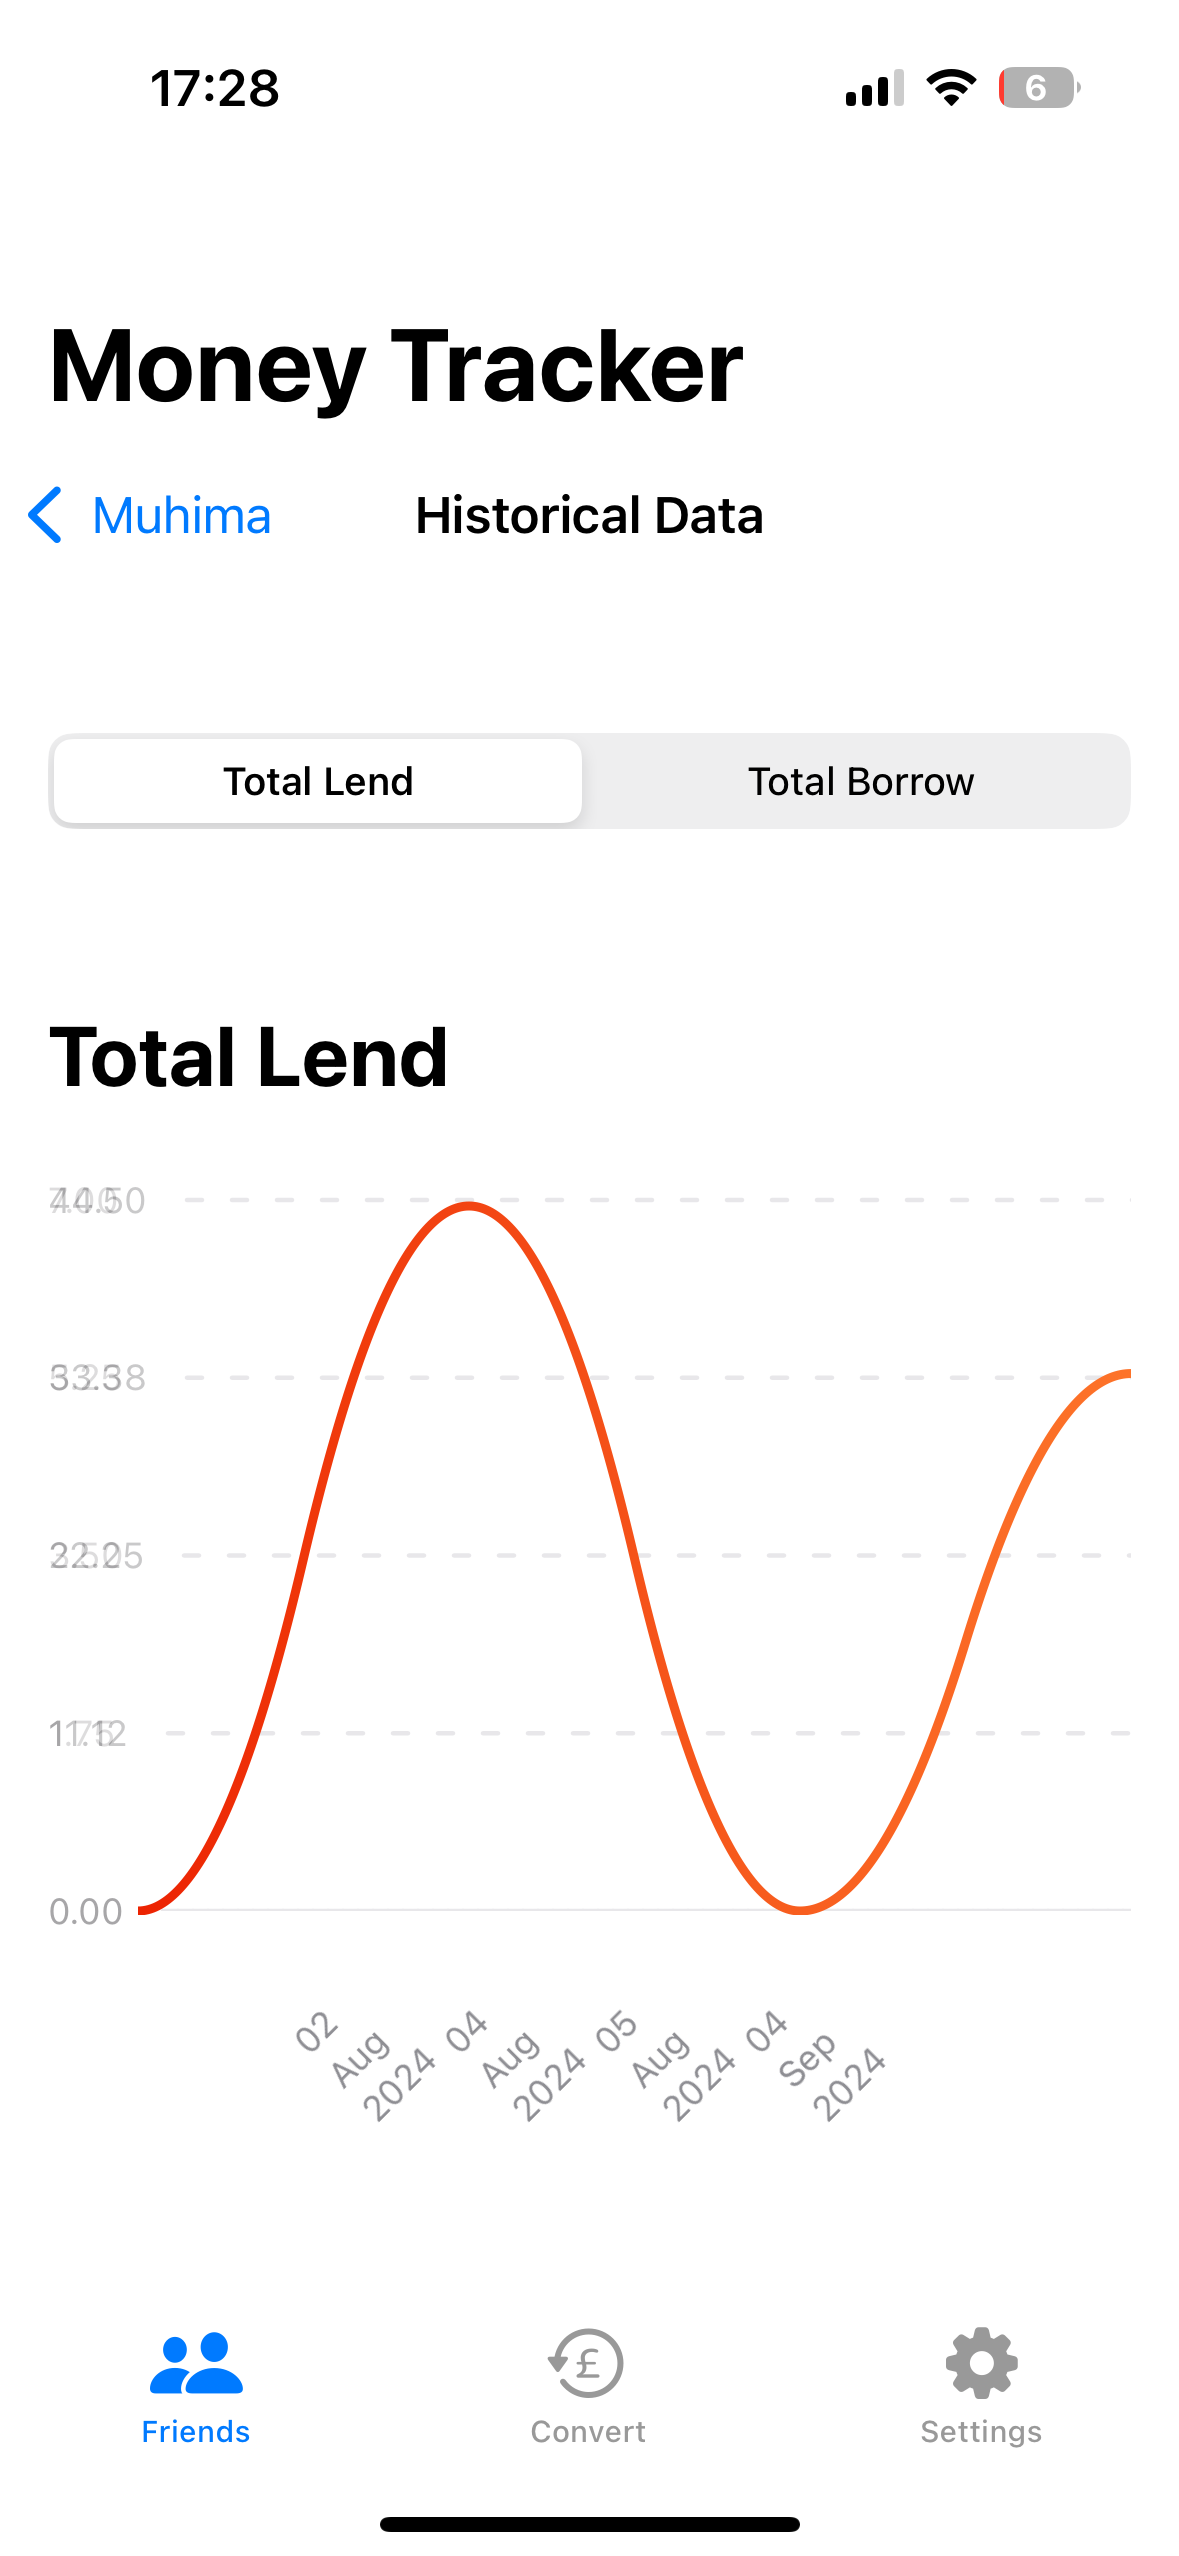 17:28
6
Money Tracker
Muhima Historical Data
Total Lend Total Borrow
Total Lend
44.50
33.38
22.25
11.12
0.00
02 Aug 2024
04 Aug 2024
05 Aug 2024
04 Sep 2024
£
Friends Convert Settings